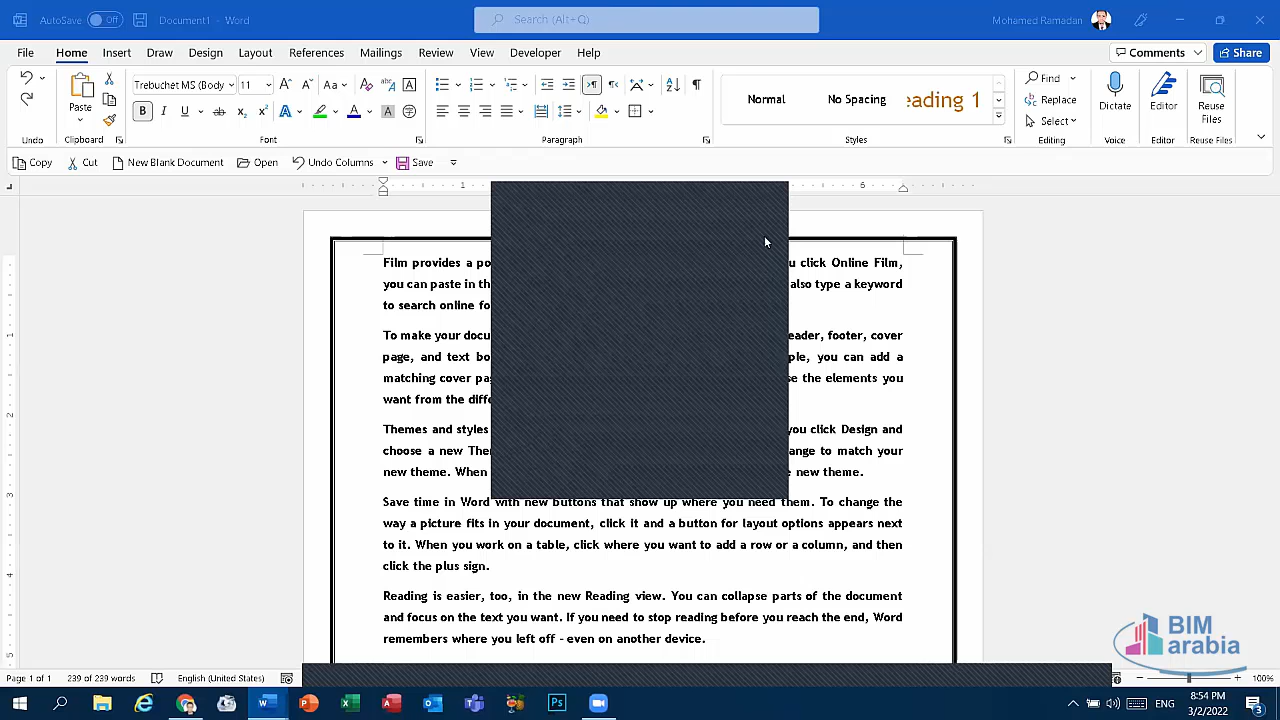 AutoSave Off Document1 - Word Search (Alt+Q) Mohamed Ramadan
File Home Insert Draw Design Layout References Mailings Review View Developer Help Comments Share
Trebuchet MS (Body 11 Normal No Spacing eading 1 Find
Paste Replace Dictate Editor Reuse Files
Select
Undo Clipboard Font Paragraph Styles Editing Voice Editor Reuse Files
Copy Cut New Blank Document Open Undo Columns Save
1 6
Film provides a po u click Online Film,
you can paste in th also type a keyword
to search online fo
To make your docu eader, footer, cover
page, and text bo ple, you can add a
matching cover pa se the elements you
want from the diffe
Themes and styles you click Design and
choose a new Ther ange to match your
new theme. When e new theme.
Save time in Word with new buttons that show up where you need them. To change the
way a picture fits in your document, click it and a button for layout options appears next
to it. When you work on a table, click where you want to add a row or a column, and then
click the plus sign.
Reading is easier, too, in the new Reading view. You can collapse parts of the document
and focus on the text you want. If you need to stop reading before you reach the end, Word
remembers where you left off - even on another device.
BIM
arabia
Page 1 of 1 239 of 239 words English (United States) 100%
ENG 8:54 PM
3/2/2022